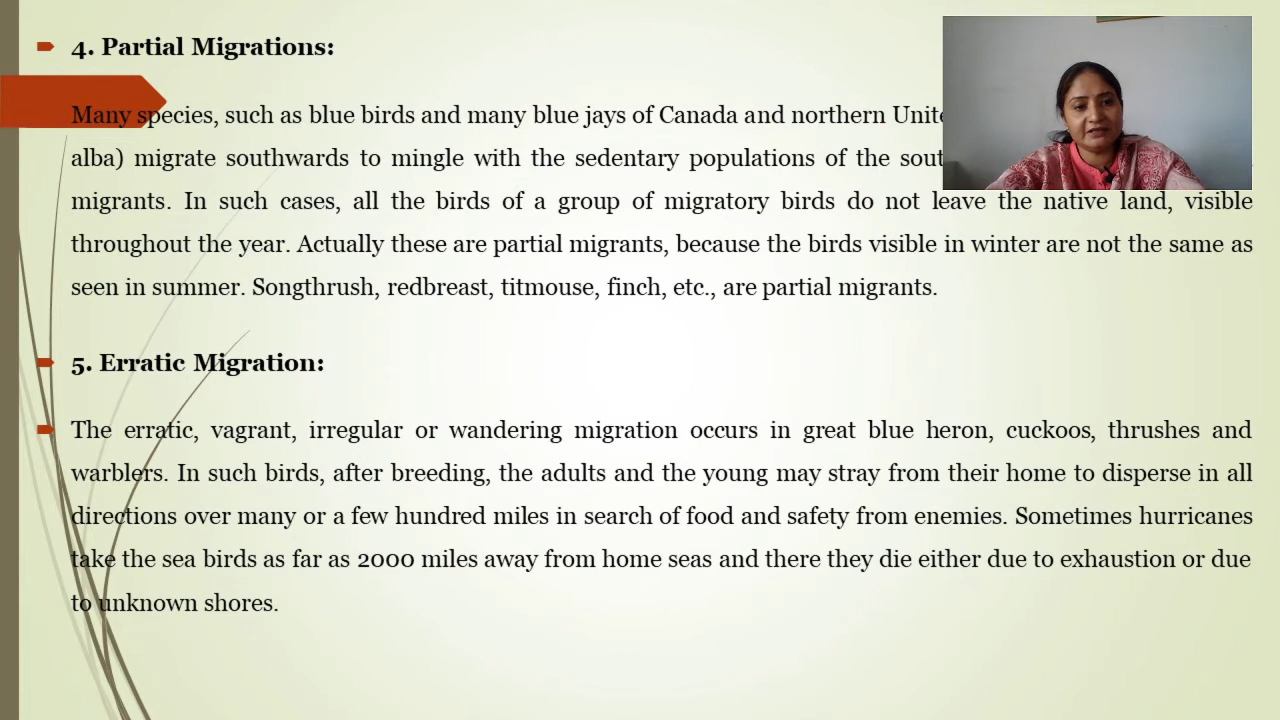 4. Partial Migrations:
Many species, such as blue birds and many blue jays of Canada and northern
alba) migrate southwards to mingle with the sedentary populations of the
migrants. In such cases, all the birds of a group of migratory birds do not leave the native land, visible
throughout the year. Actually these are partial migrants, because the birds visible in winter are not the same as
seen in summer. Songthrush, redbreast, titmouse, finch, etc., are partial migrants.
5. Erratic Migration:
The erratic, vagrant, irregular or wandering migration occurs in great blue heron, cuckoos, thrushes and
warblers. In such birds, after breeding, the adults and the young may stray from their home to disperse in all
directions over many or a few hundred miles in search of food and safety from enemies. Sometimes hurricanes
take the sea birds as far as 2000 miles away from home seas and there they die either due to exhaustion or due
to unknown shores.